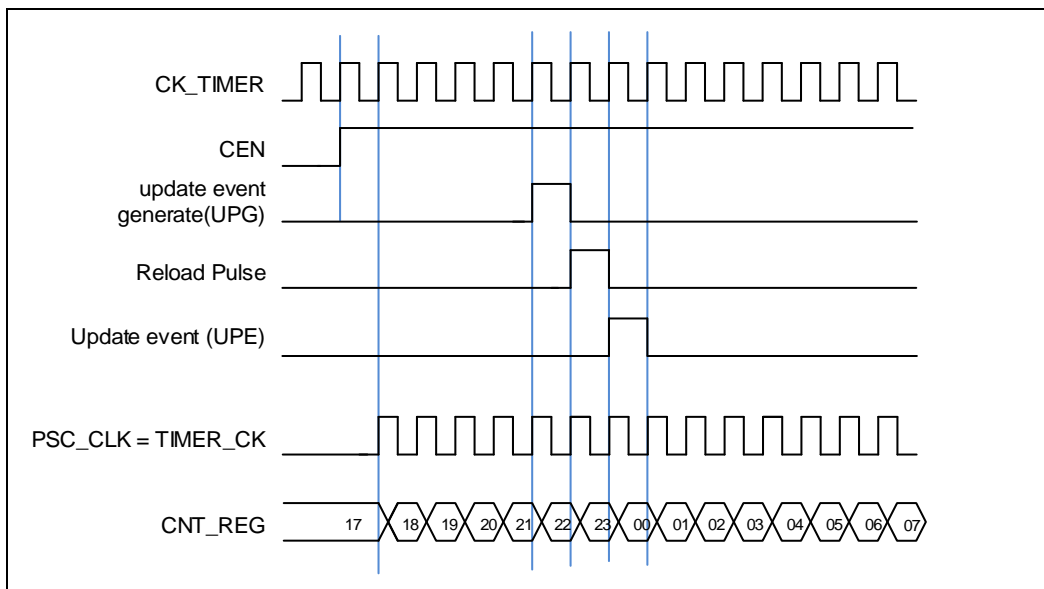 CK_TIMER
CEN
update event
generate(UPG)
Reload Pulse
Update event (UPE)
PSC_CLK = TIMER_CK
CNT_REG 17 18 19 20 21 22 23 00 01 02 03 04 05 06 07